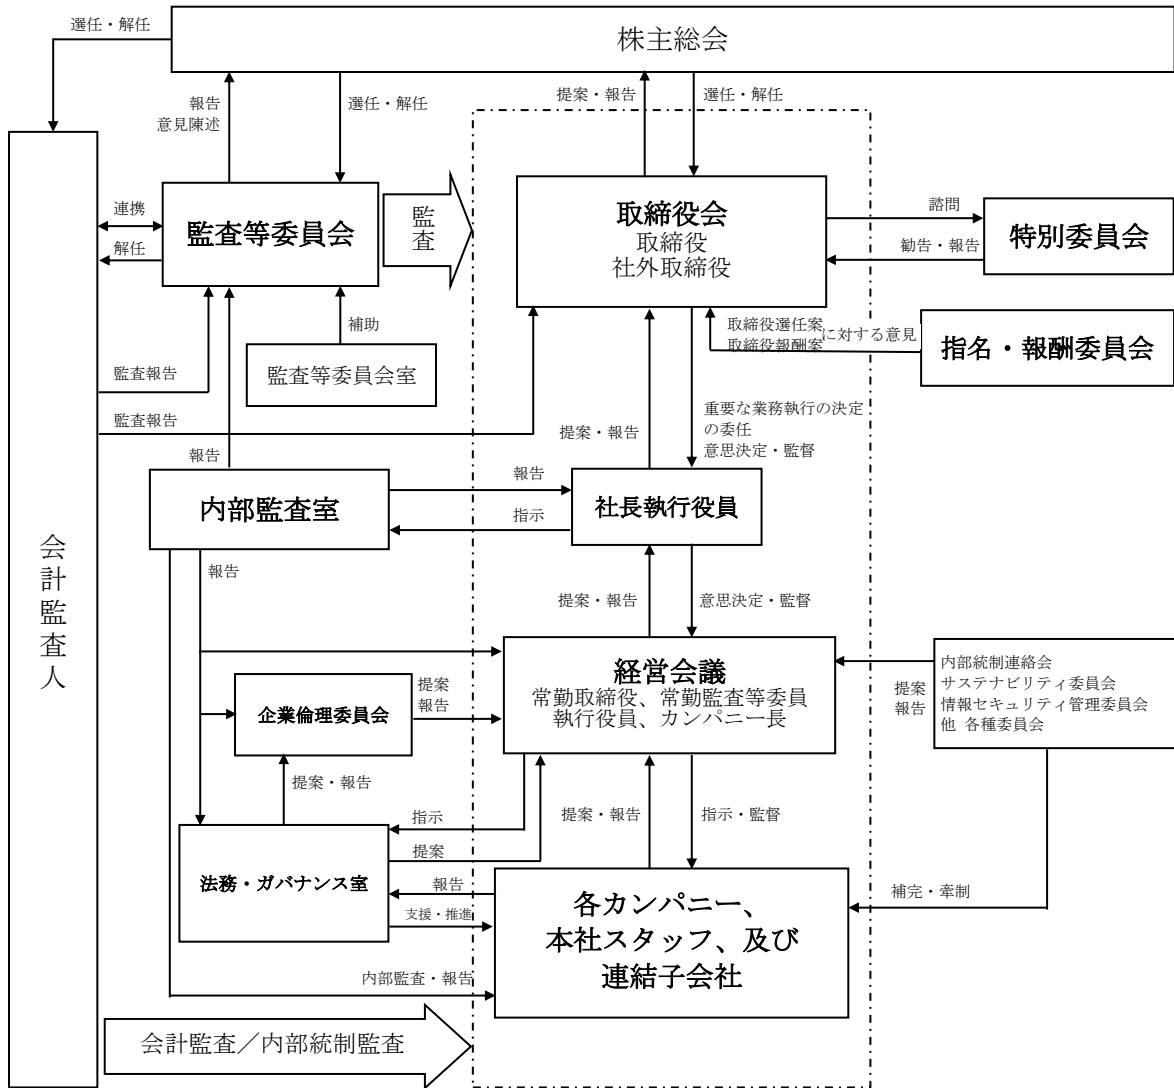 選任・解任
株主総会
報告
意見陳述
選任・解任
提案・報告
選任・解任
連携
解任
監査等委員会
監査
取締役会
取締役
社外取締役
諮問
勧告・報告
特別委員会
補助
監査等委員会室
取締役選任案
取締役報酬案
に対する意見
指名・報酬委員会
監査報告
監査報告
報告
提案・報告
重要な業務執行の決定
の委任
意思決定・監督
内部監査室
報告
指示
社長執行役員
会計監査人
報告
提案・報告
意思決定・監督
経営会議
常勤取締役、常勤監査等委員
執行役員、カンパニー長
提案
報告
内部統制連絡会
サステナビリティ委員会
情報セキュリティ管理委員会
他 各種委員会
企業倫理委員会
提案
報告
提案・報告
指示
提案
提案・報告
指示・監督
法務・ガバナンス室
報告
支援・推進
各カンパニー、
本社スタッフ、及び
連結子会社
補完・牽制
内部監査・報告
会計監査／内部統制監査